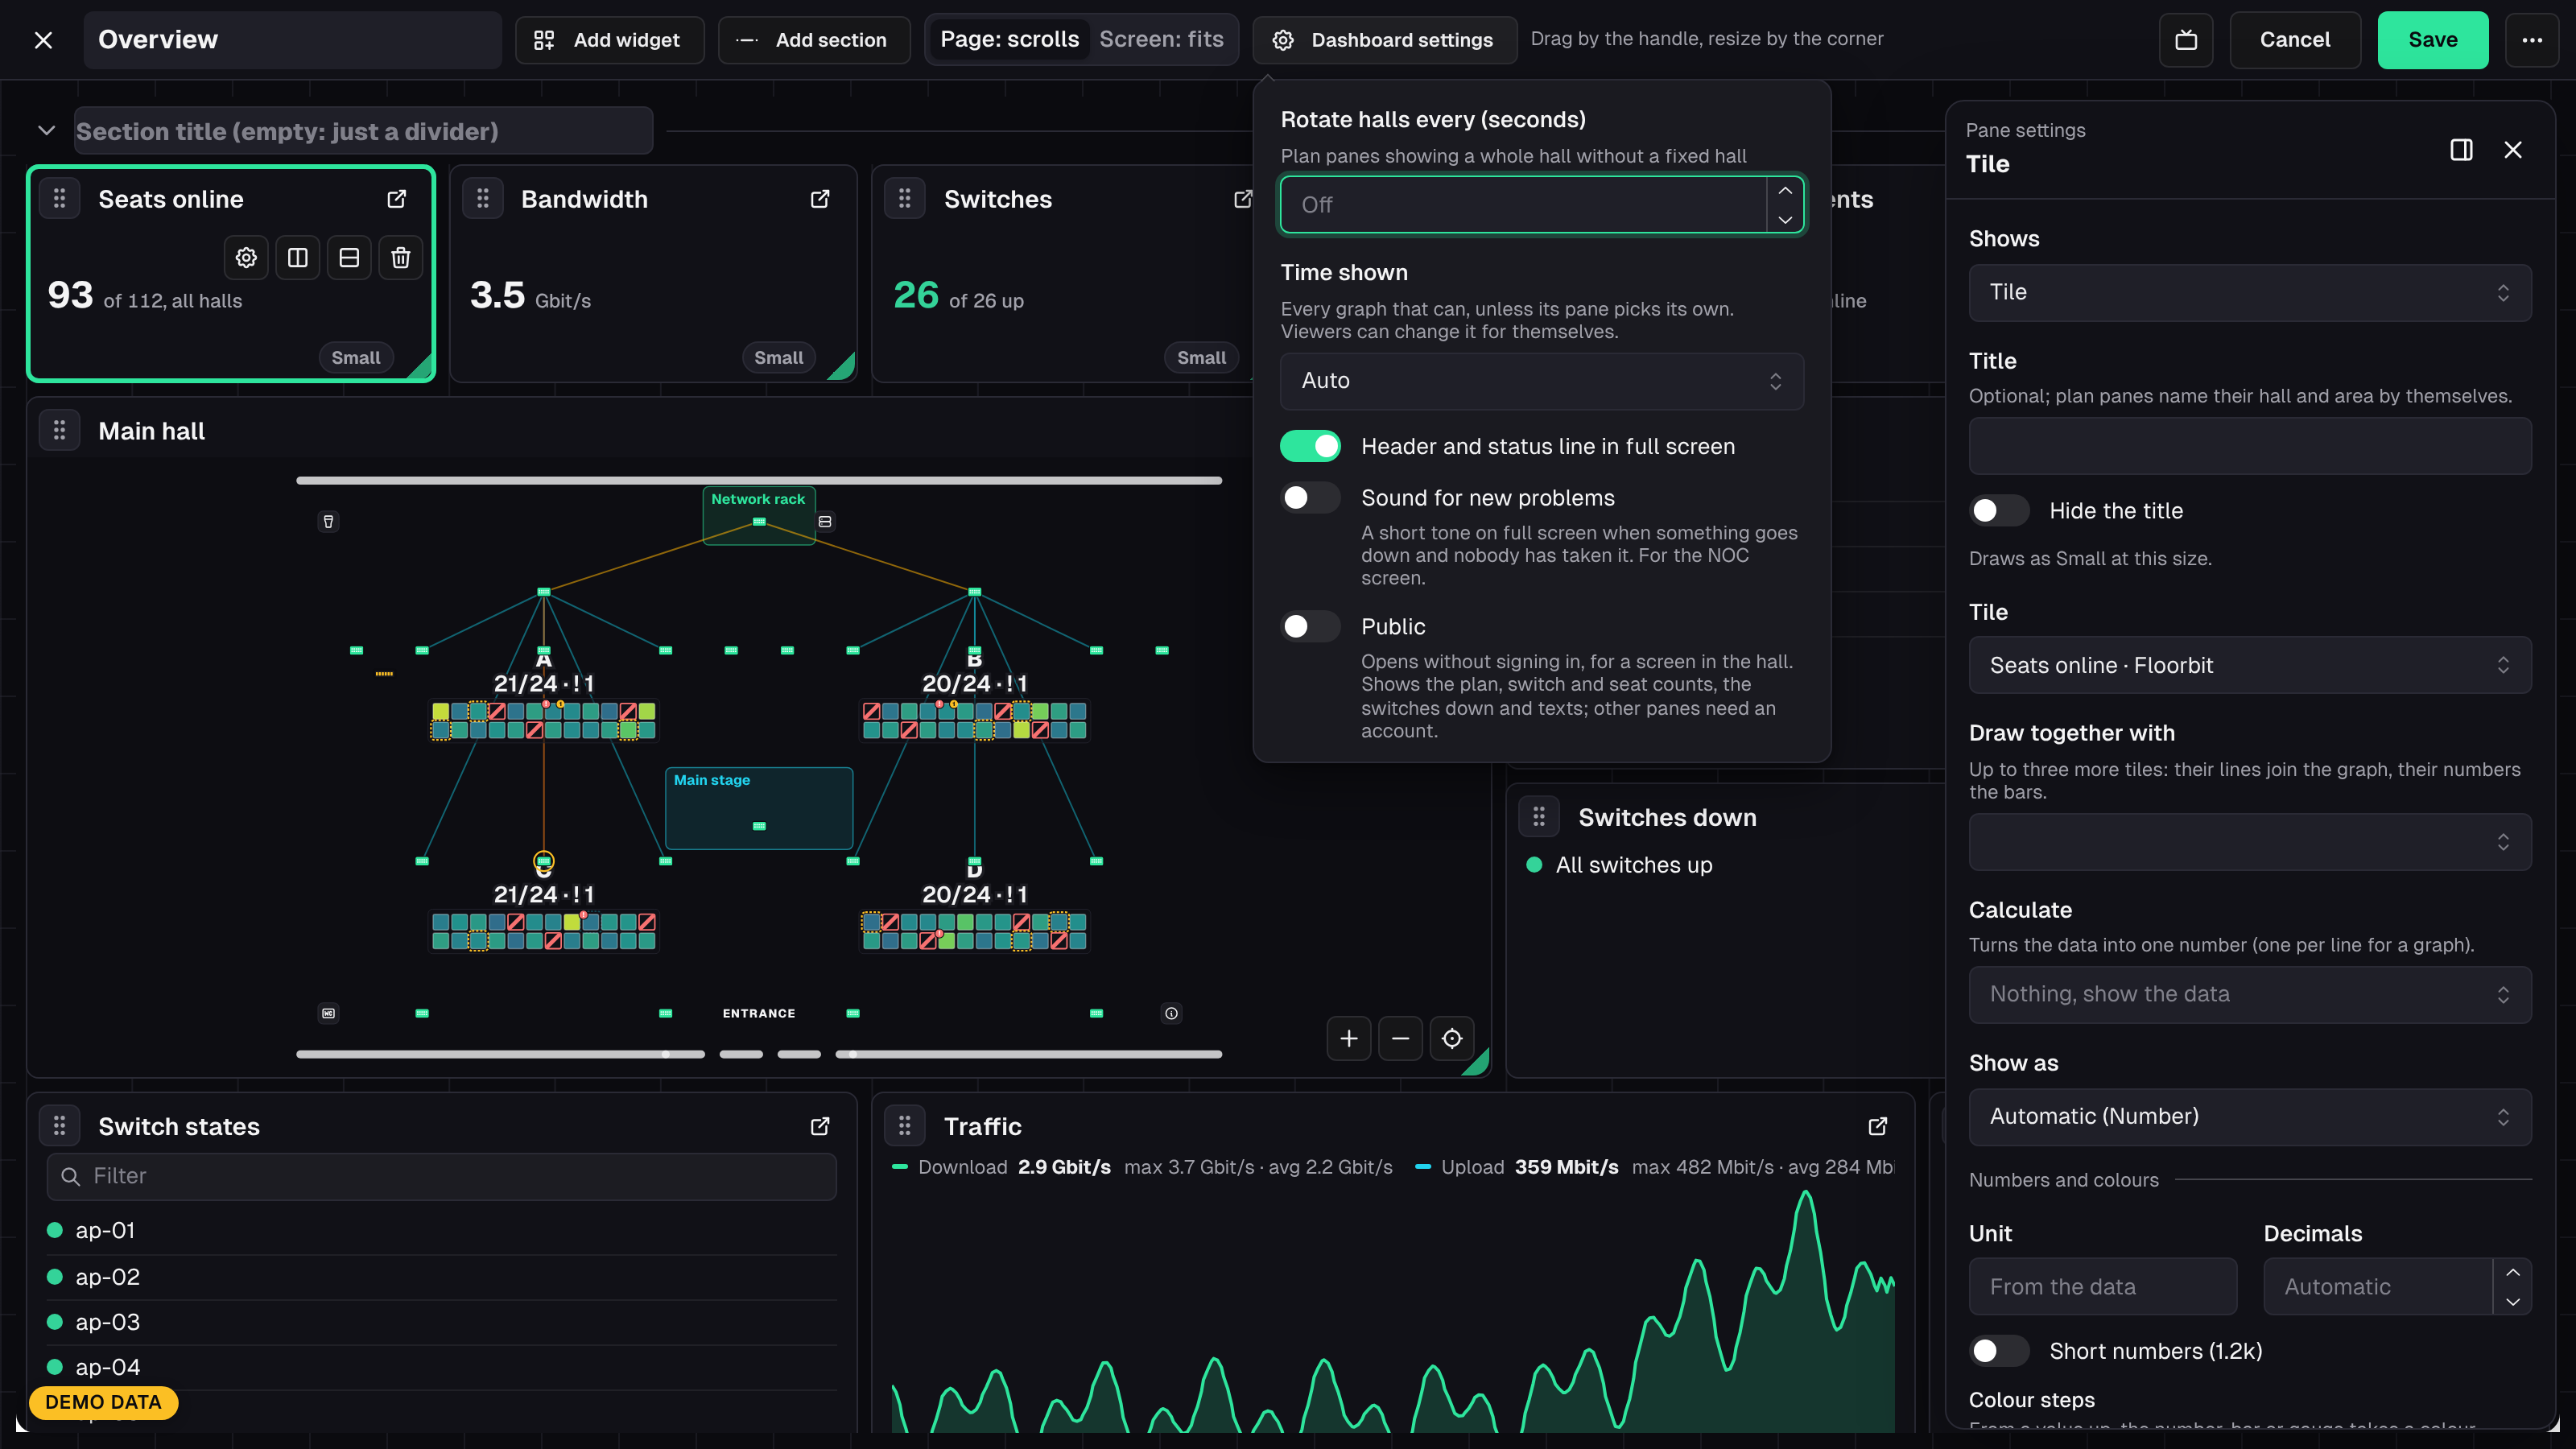 Overview
Add widget
Add section
Page: scrolls
Screen: fits
Dashboard settings
Drag by the handle, resize by the corner
Cancel
Save
Section title (empty: just a divider)
Seats online
93 of 112, all halls
Small
Bandwidth
3.5 Gbit/s
Small
Switches
26 of 26 up
Small
Rotate halls every (seconds)
Plan panes showing a whole hall without a fixed hall
Off
Time shown
Every graph that can, unless its pane picks its own.
Viewers can change it for themselves.
Auto
Header and status line in full screen
Sound for new problems
A short tone on full screen when something goes
down and nobody has taken it. For the NOC
screen.
Public
Opens without signing in, for a screen in the hall.
Shows the plan, switch and seat counts, the
switches down and texts; other panes need an
account.
Main hall
Network rack
A
21/24 · ! 1
B
20/24 · ! 1
Main stage
C
21/24 · ! 1
D
20/24 · ! 1
WC
ENTRANCE
Switches down
All switches up
Switch states
Filter
ap-01
ap-02
ap-03
ap-04
DEMO DATA
Traffic
Download 2.9 Gbit/s max 3.7 Gbit/s · avg 2.2 Gbit/s
Upload 359 Mbit/s max 482 Mbit/s · avg 284 Mbi
Pane settings
Tile
Shows
Tile
Title
Optional; plan panes name their hall and area by themselves.
Hide the title
Draws as Small at this size.
Tile
Seats online · Floorbit
Draw together with
Up to three more tiles: their lines join the graph, their numbers
the bars.
Calculate
Turns the data into one number (one per line for a graph).
Nothing, show the data
Show as
Automatic (Number)
Numbers and colours
Unit
From the data
Decimals
Automatic
Short numbers (1.2k)
Colour steps